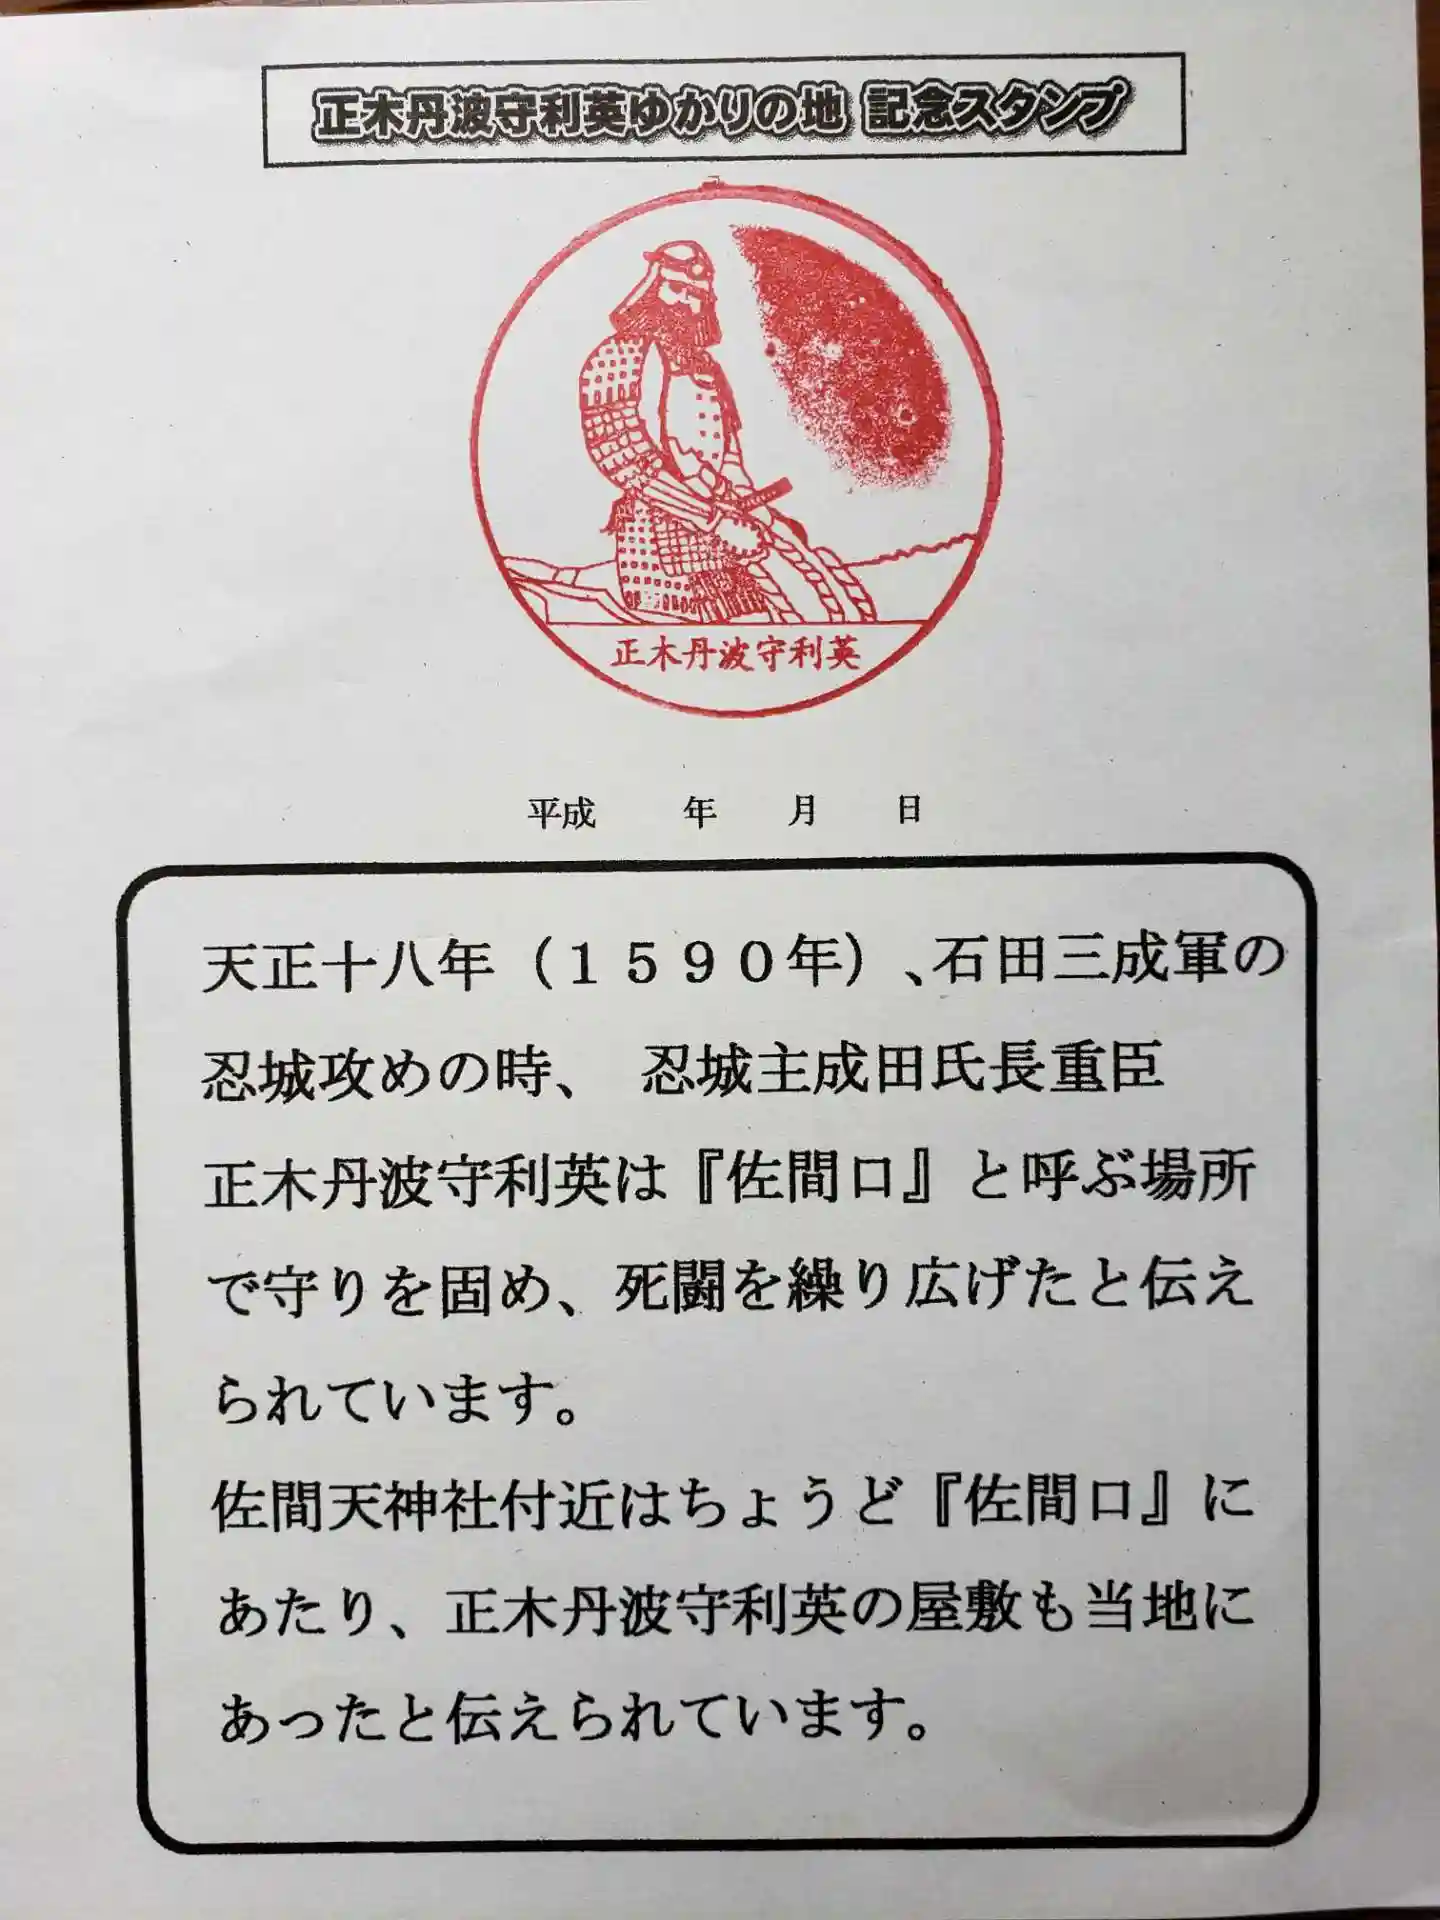 正木丹波守利英ゆかりの地 記念スタンプ
正木丹波守利英
平成 年 月 日
天正十八年（１５９０年）、石田三成軍の
忍城攻めの時、 忍城主成田氏長重臣
正木丹波守利英は『佐間口』と呼ぶ場所
で守りを固め、死闘を繰り広げたと伝え
られています。
佐間天神社付近はちょうど『佐間口』に
あたり、正木丹波守利英の屋敷も当地に
あったと伝えられています。